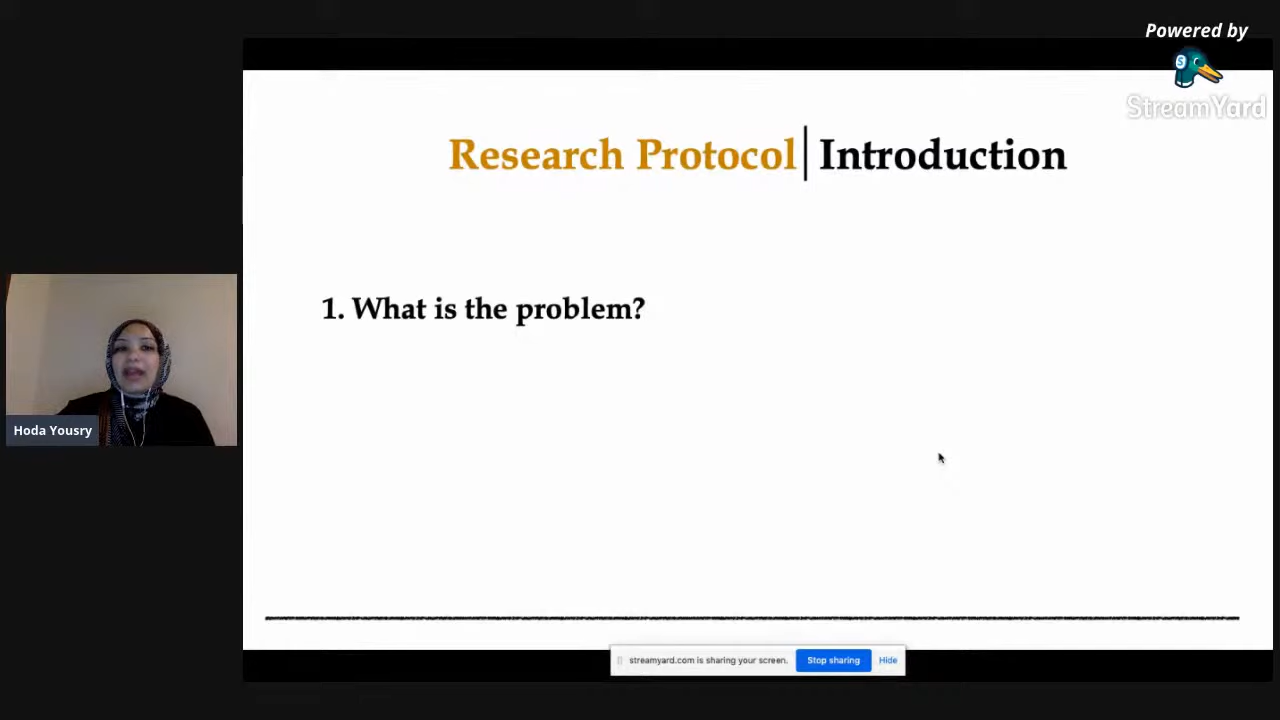 Powered by
StreamYard
Research Protocol Introduction
1. What is the problem?
Hoda Yousry
streamyard.com is sharing your screen. Stop sharing Hide